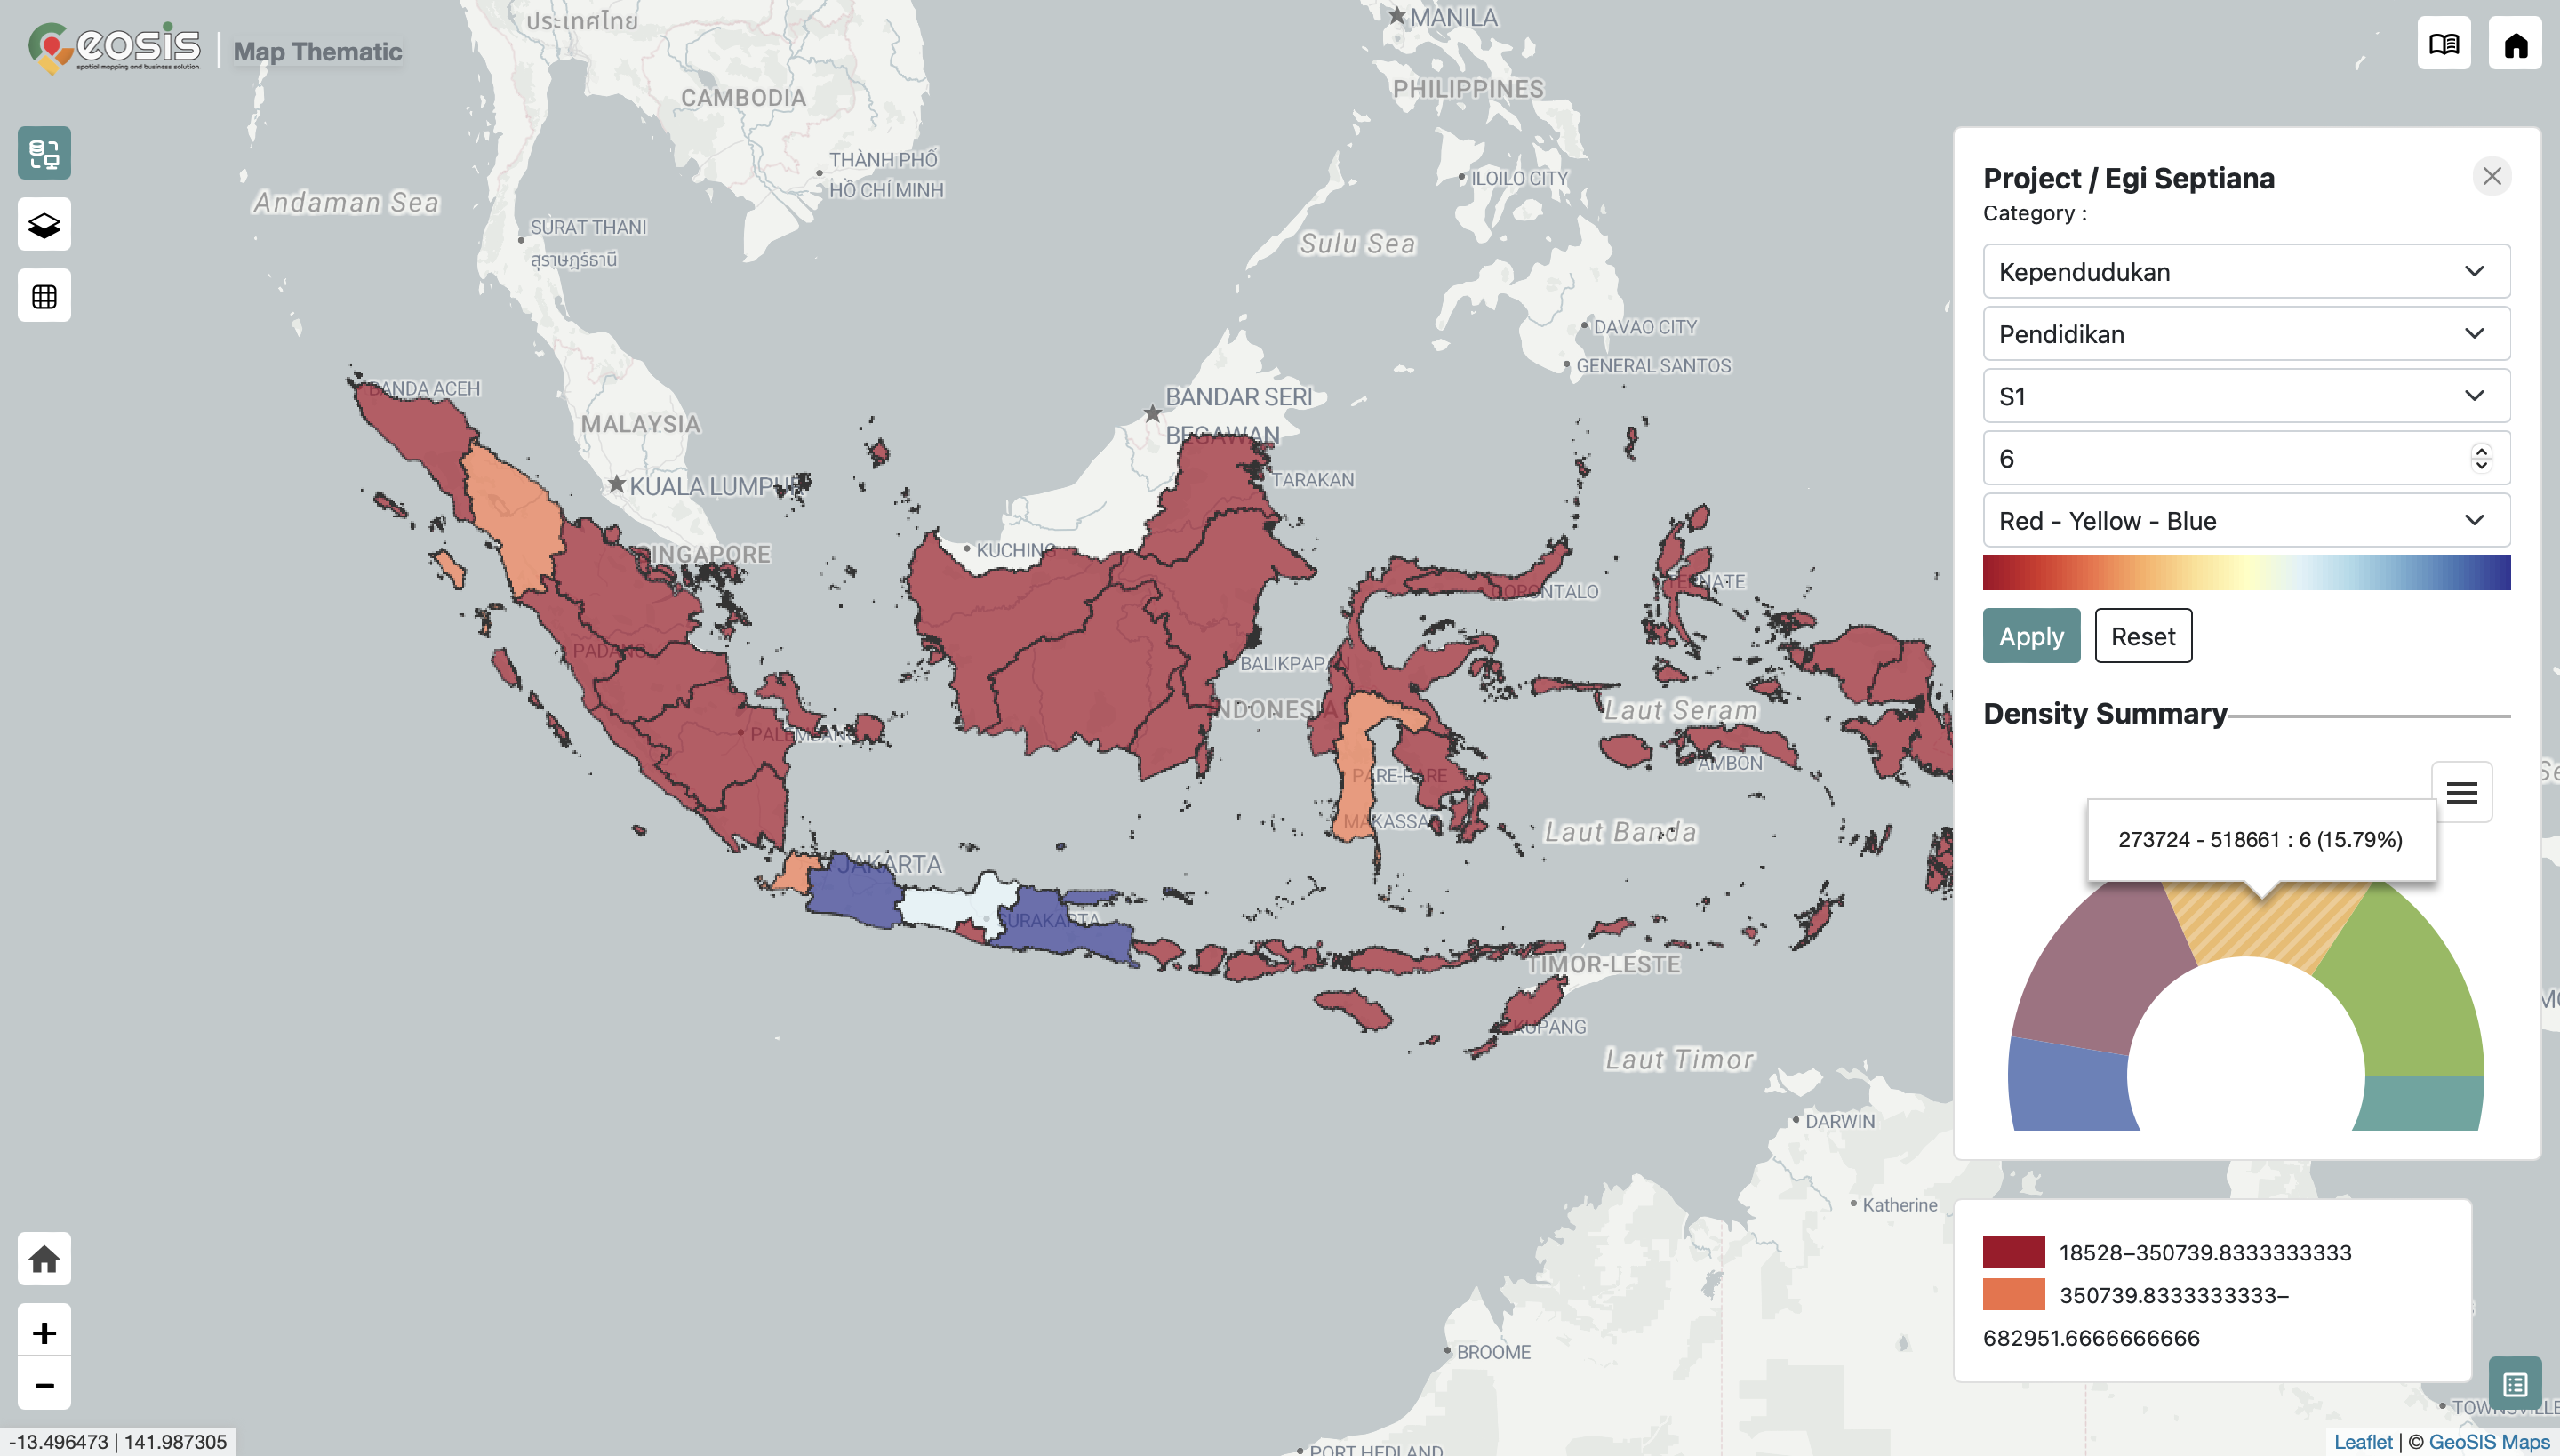 eosis
spatial mapping and business solution.
Map Thematic
ประเทศไทย
MANILA
CAMBODIA
PHILIPPINES
THÀNH PHỐ
HỒ CHÍ MINH
ILOILO CITY
Andaman Sea
SURAT THANI
สุราษฎร์ธานี
Sulu Sea
DAVAO CITY
GENERAL SANTOS
BANDA ACEH
MALAYSIA
BANDAR SERI
BEGAWAN
KUALA LUMPU
TARAKAN
KUCHING
INGAPORE
GORONTALO
TERNATE
PADANG
BALIKPAPAN
INDONESIA
Laut Seram
PALEMBANG
AMBON
PARE-PARE
MAKASSA
Laut Banda
JAKARTA
SURAKARTA
TIMOR-LESTE
KUPANG
Laut Timor
DARWIN
Katherine
BROOME
PORT HEDLAND
TOWNSVILLE
Project / Egi Septiana
Category :
Kependudukan
Pendidikan
S1
6
Red - Yellow - Blue
Apply
Reset
Density Summary
273724 - 518661 : 6 (15.79%)
18528–350739.8333333333
350739.8333333333–
682951.6666666666
-13.496473 | 141.987305
Leaflet | © GeoSIS Maps